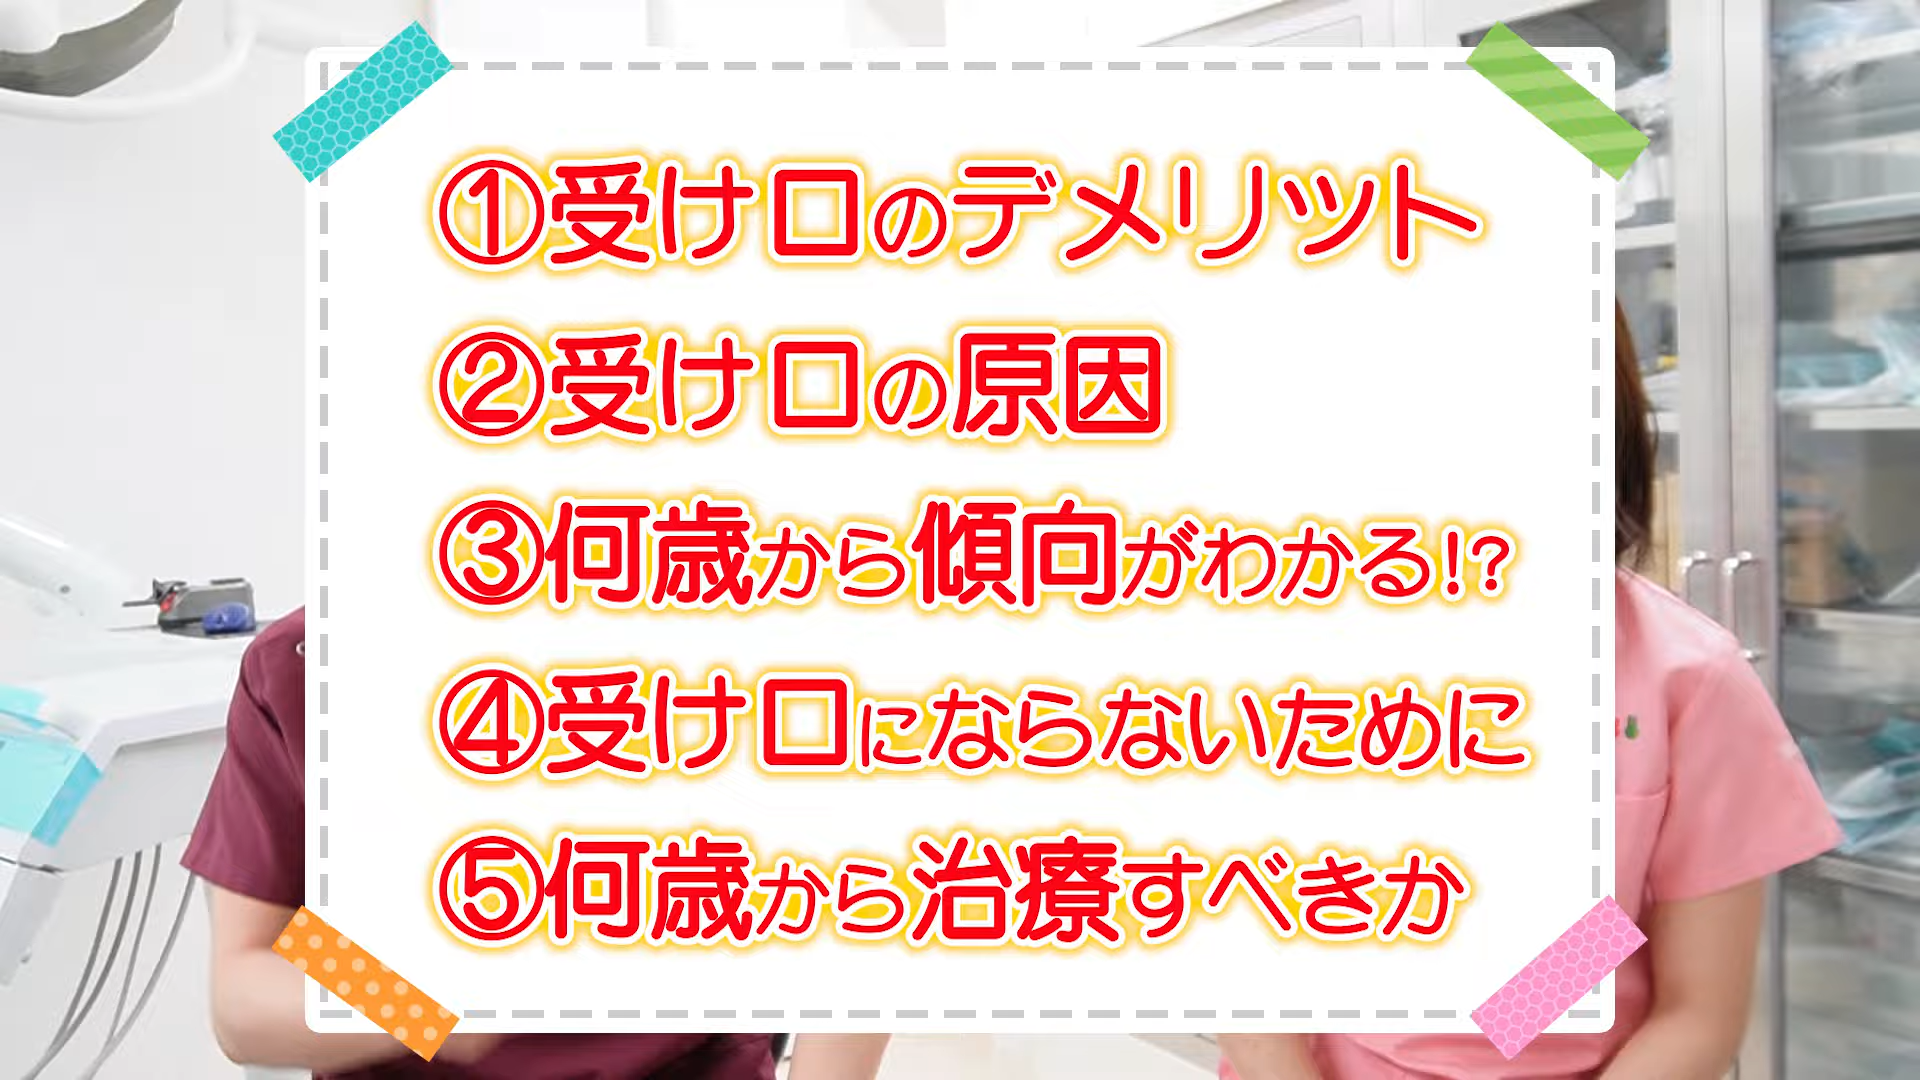 ①受け口のデメリット
②受け口の原因
③何歳から傾向がわかる!?
④受け口にならないために
⑤何歳から治療すべきか